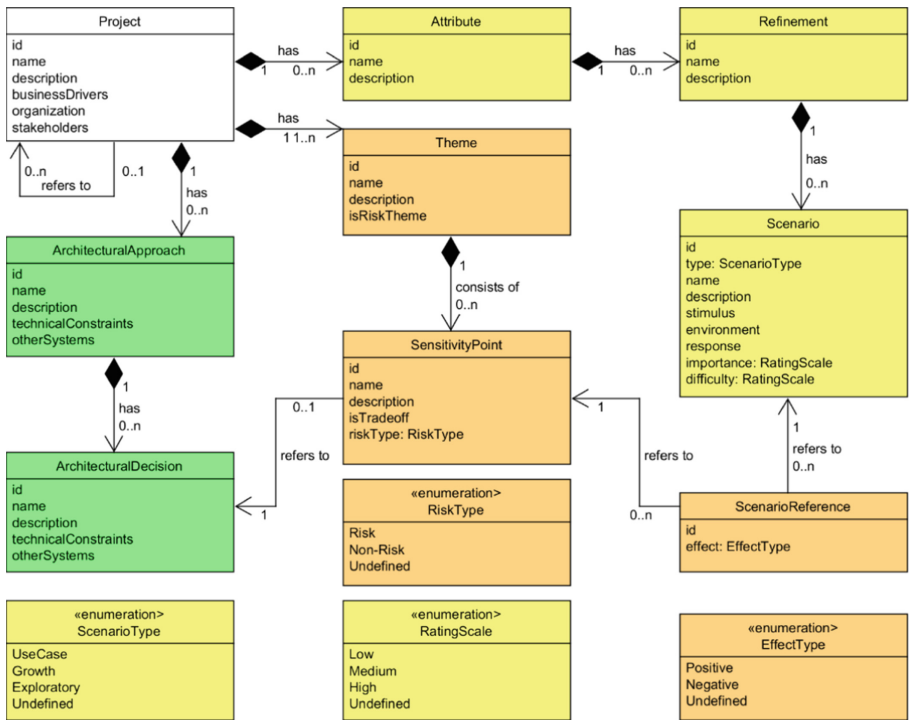 Project
id
name
description
businessDrivers
organization
stakeholders
has
1
0..n
Attribute
id
name
description
has
1
0..n
Refinement
id
name
description
has
1 1..n
0..n
refers to
0..1
1
has
0..n
Theme
id
name
description
isRiskTheme
1
has
0..n
ArchitecturalApproach
id
name
description
technicalConstraints
otherSystems
1
consists of
0..n
Scenario
id
type: ScenarioType
name
description
stimulus
environment
response
importance: RatingScale
difficulty: RatingScale
1
has
0..n
SensitivityPoint
id
name
description
isTradeoff
riskType: RiskType
0..1
refers to
1
1
refers to
0..n
1
refers to
0..n
ArchitecturalDecision
id
name
description
technicalConstraints
otherSystems
«enumeration>
RiskType
Risk
Non-Risk
Undefined
ScenarioReference
id
effect: EffectType
«enumeration>
ScenarioType
UseCase
Growth
Exploratory
Undefined
«enumeration>
RatingScale
Low
Medium
High
Undefined
«enumeration>
EffectType
Positive
Negative
Undefined